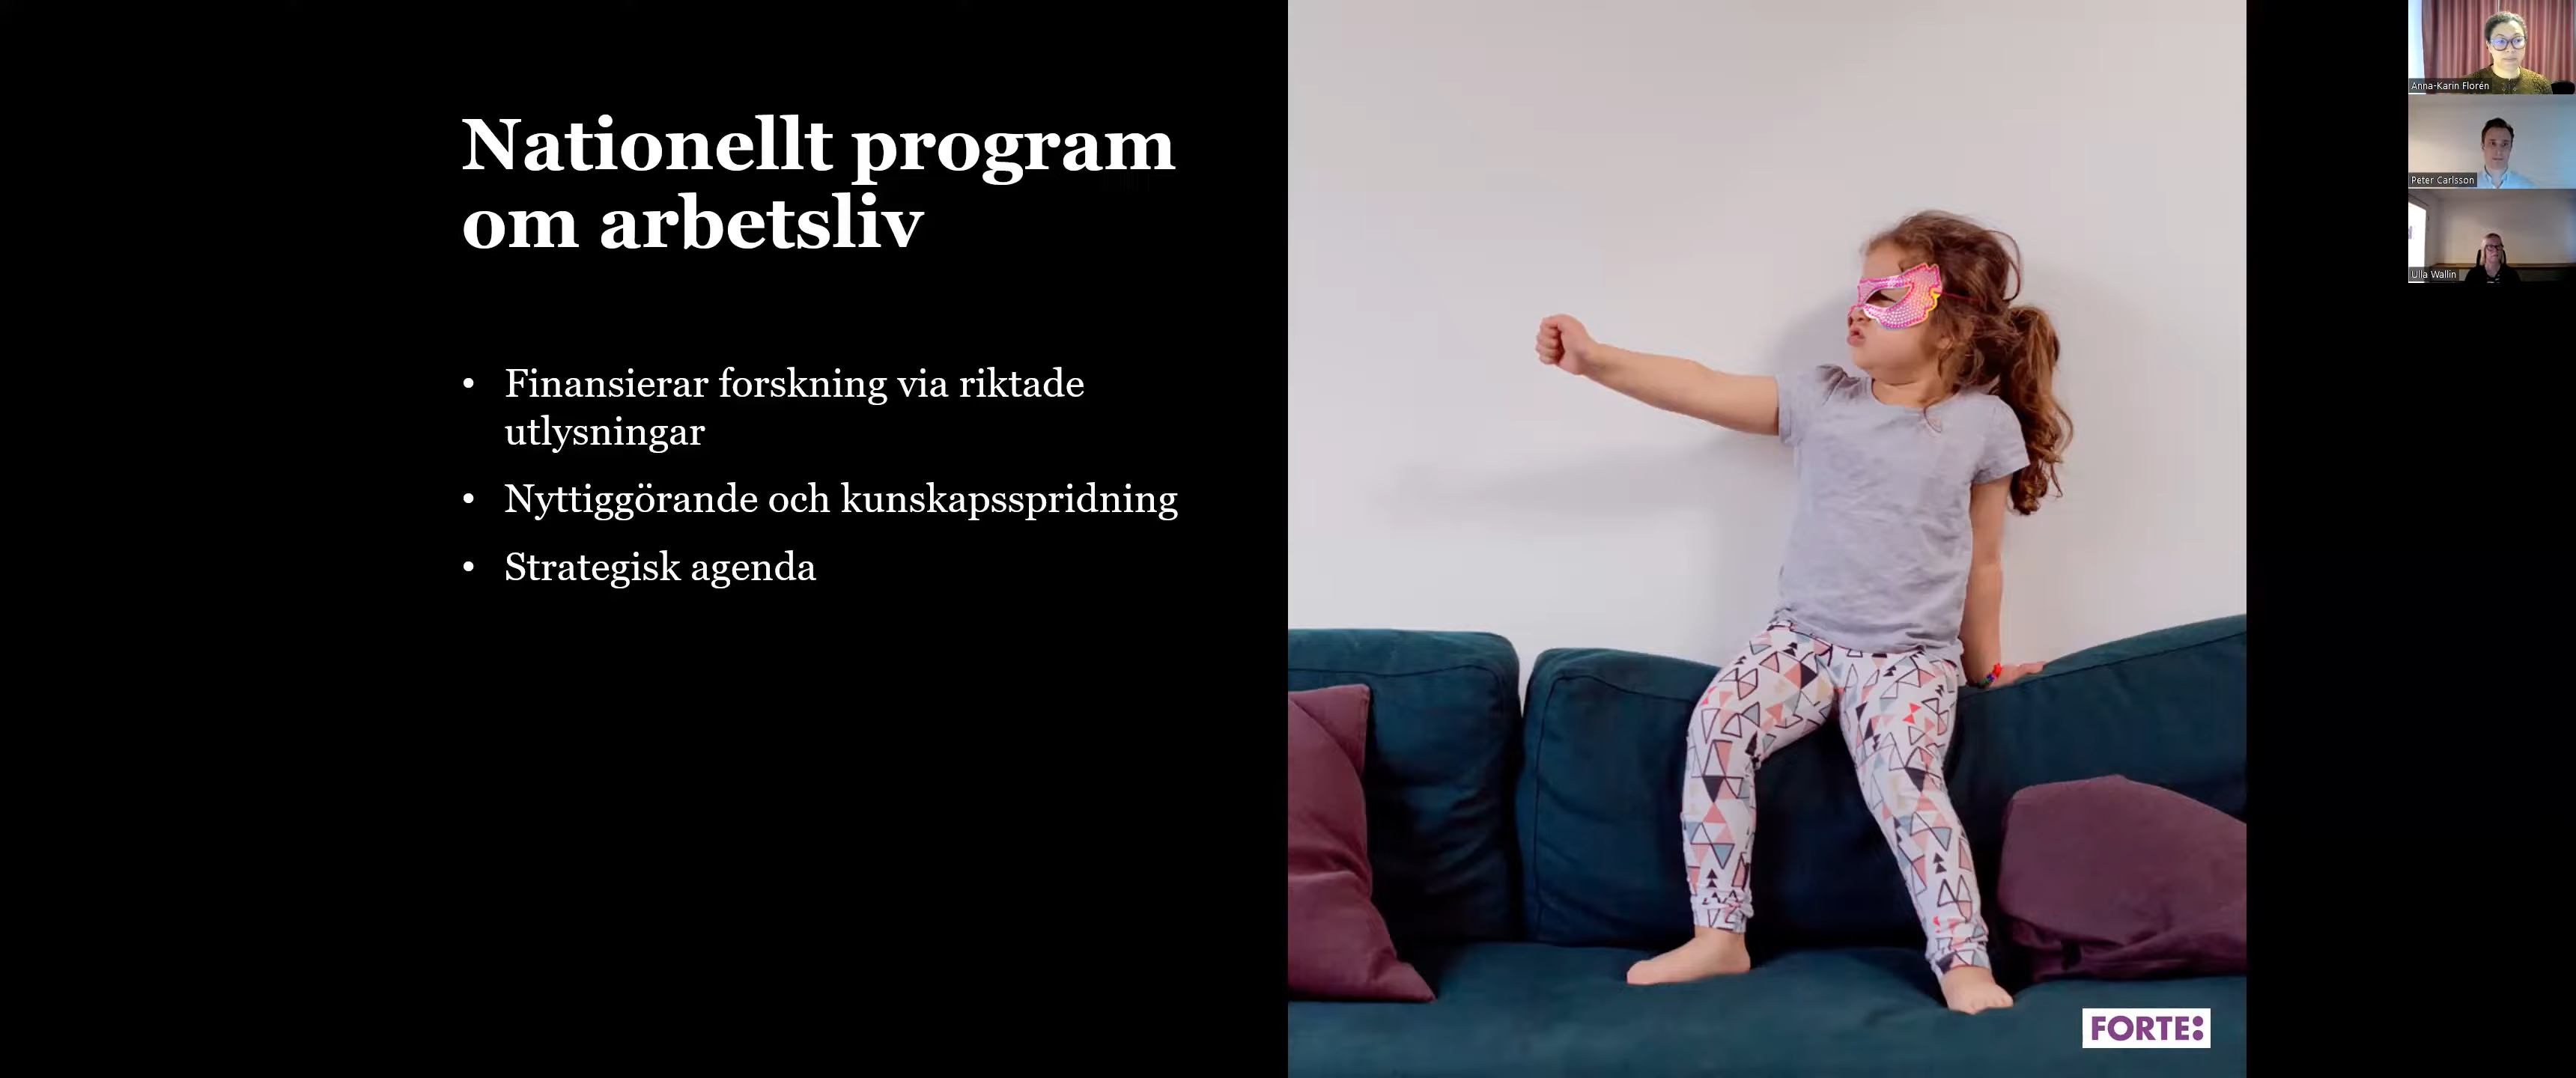 Nationellt program
om arbetsliv
• Finansierar forskning via riktade
utlysningar
• Nyttiggörande och kunskapsspridning
• Strategisk agenda
FORTE:
Anna-Karin Florén
Peter Carlsson
Ulla Wallin